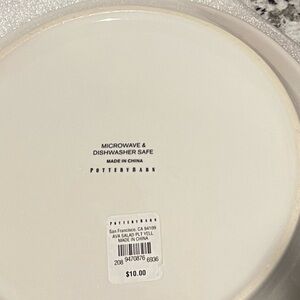 MICROWAVE &
DISHWASHER SAFE
MADE IN CHINA
POTTERYBARN
POTTERYBARN
San Francisco, CA 94109
AVA SALAD PLT YELL
MADE IN CHINA
208 9470876 6936
$10.00